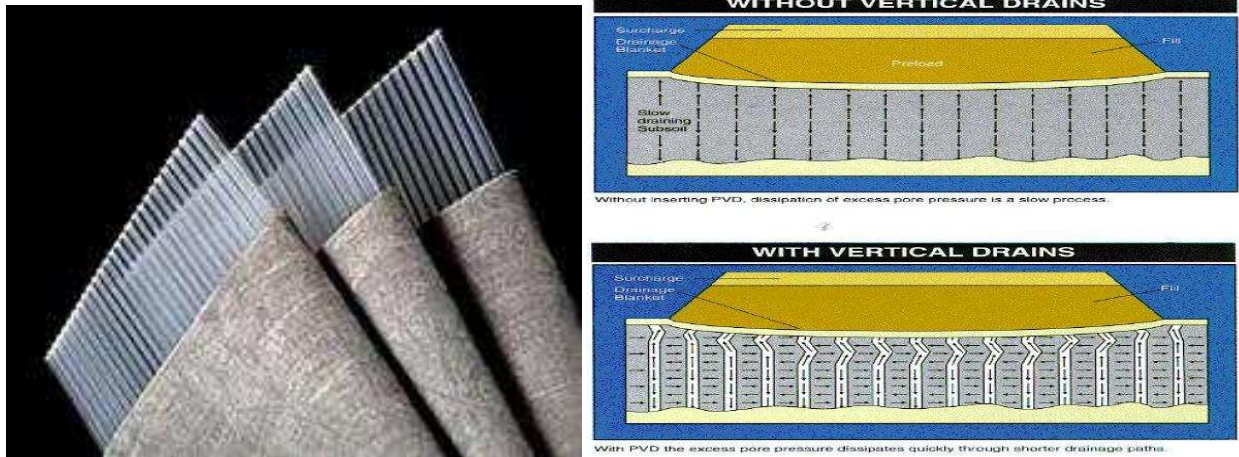 WITHOUT VERTICAL DRAINS
Surcharge
Drainage
Blanket
Fill
Preload
Slow
draining
Subsoil
Without inserting PVD, dissipation of excess pore pressure is a slow process.
WITH VERTICAL DRAINS
Surcharge
Drainage
Blanket
Fill
With PVD the excess pore pressure dissipates quickly through shorter drainage paths.